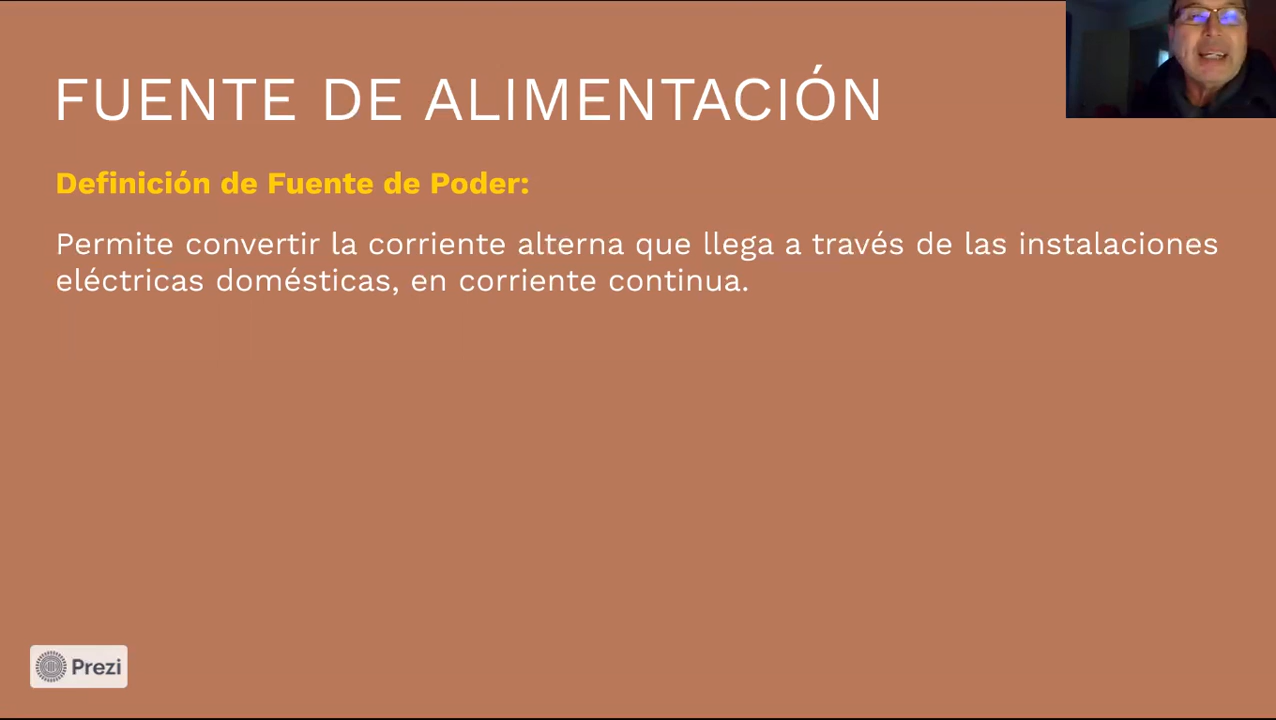 FUENTE DE ALIMENTACIÓN
Definición de Fuente de Poder:
Permite convertir la corriente alterna que llega a través de las instalaciones
eléctricas domésticas, en corriente continua.
Prezi